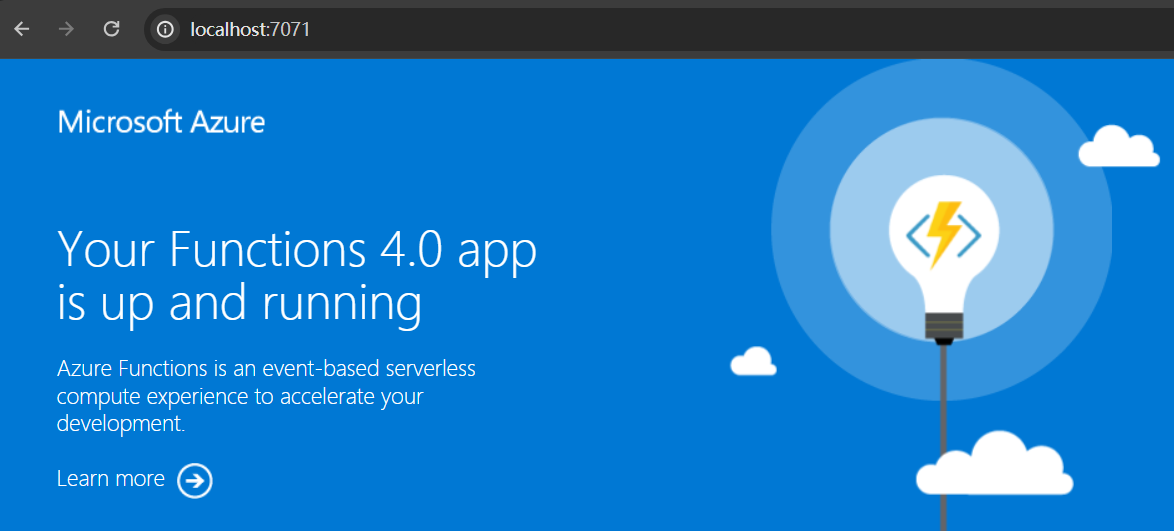 localhost:7071
Microsoft Azure
Your Functions 4.0 app
is up and running
Azure Functions is an event-based serverless
compute experience to accelerate your
development.
Learn more